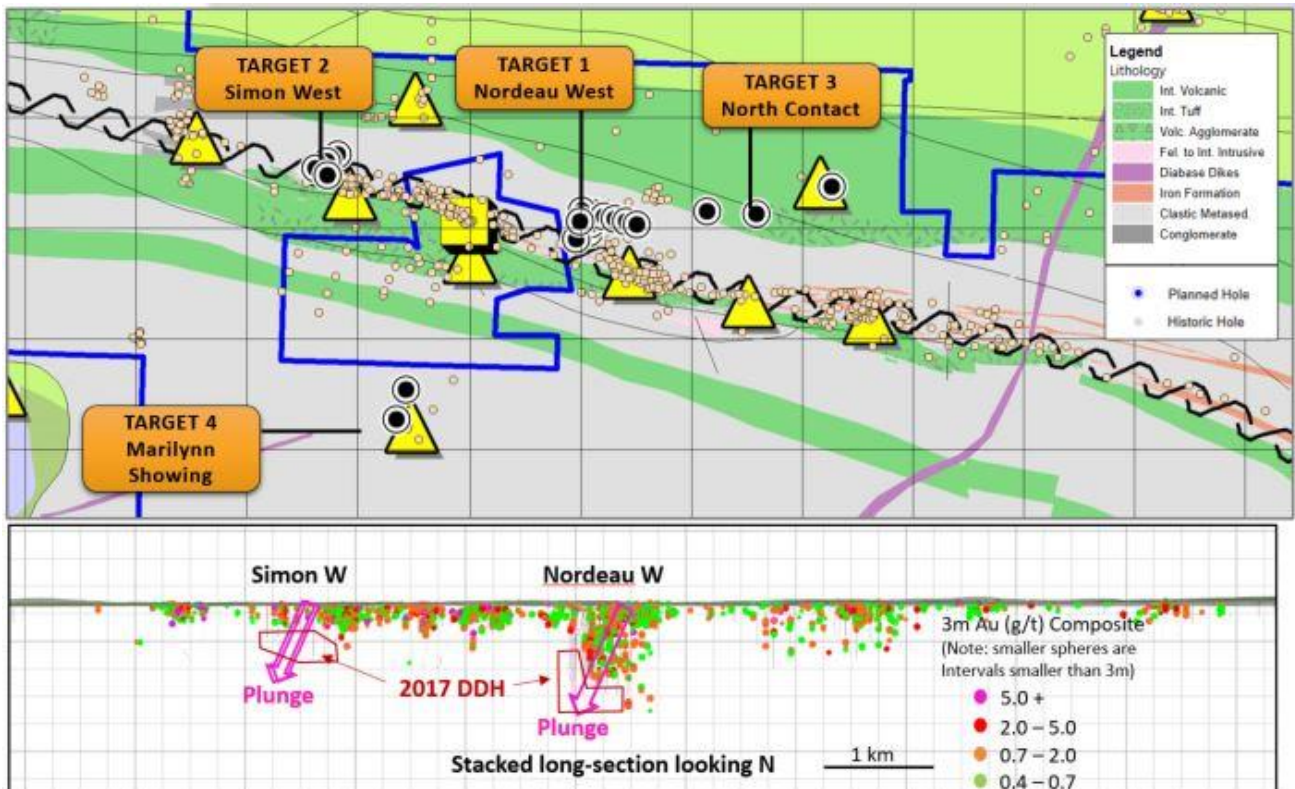 TARGET 2
Simon West
TARGET 1
Nordeau West
TARGET 3
North Contact
Legend
Lithology
Int. Volcanic
Int. Tuff
Volc. Agglomerate
Fel. to Int. Intrusive
Diabase Dikes
Iron Formation
Clastic Metased.
Conglomerate
Planned Hole
Historic Hole
TARGET 4
Marilynn
Showing
Simon W
Nordeau W
3m Au (g/t) Composite
(Note: smaller spheres are
Intervals smaller than 3m)
Plunge
2017 DDH
Plunge
5.0 +
2.0 – 5.0
0.7 – 2.0
0.4 – 0.7
Stacked long-section looking N
1 km